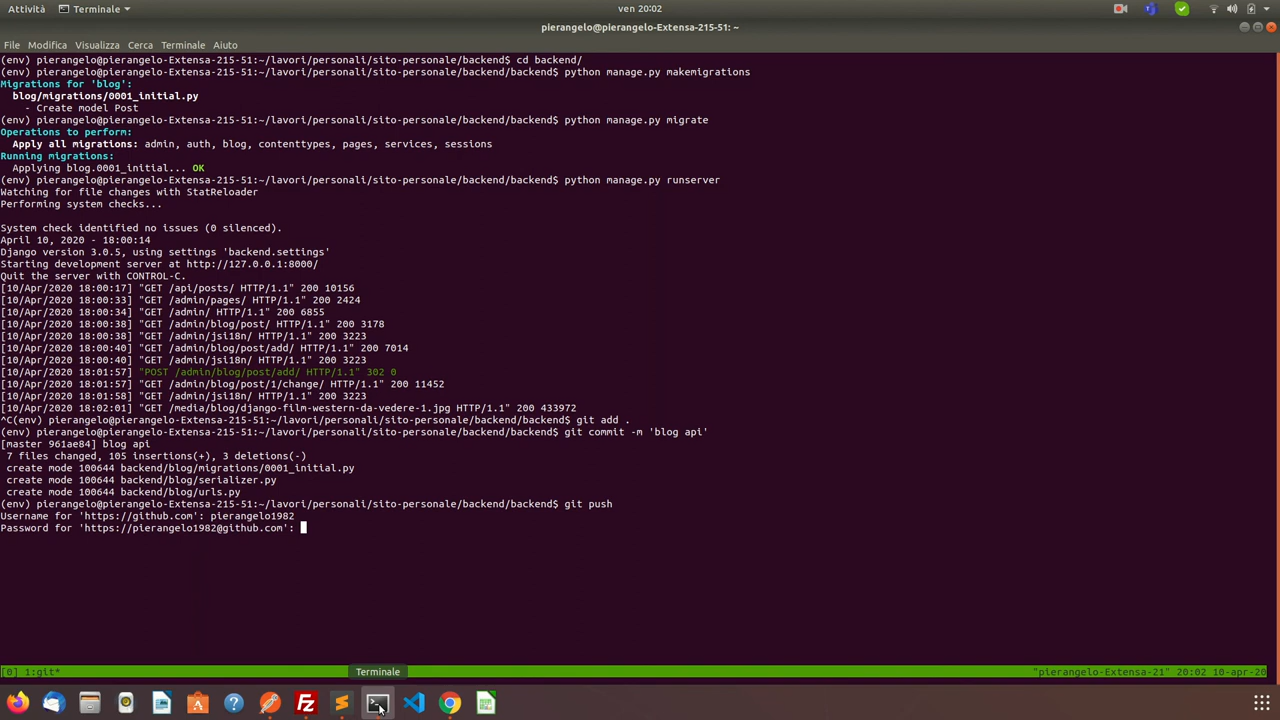 Attività
Terminale
ven 20:02
pierangelo@pierangelo-Extensa-215-51: ~
File Modifica Visualizza Cerca Terminale Aiuto
(env) pierangelo@pierangelo-Extensa-215-51:~/lavori/personali/sito-personale/backend$ cd backend/
(env) pierangelo@pierangelo-Extensa-215-51:~/lavori/personali/sito-personale/backend/backend$ python manage.py makemigrations
Migrations for 'blog':
blog/migrations/0001_initial.py
- Create model Post
(env) pierangelo@pierangelo-Extensa-215-51:~/lavori/personali/sito-personale/backend/backend$ python manage.py migrate
Operations to perform:
Apply all migrations: admin, auth, blog, contenttypes, pages, services, sessions
Running migrations:
Applying blog.0001_initial... OK
(env) pierangelo@pierangelo-Extensa-215-51:~/lavori/personali/sito-personale/backend/backend$ python manage.py runserver
Watching for file changes with StatReloader
Performing system checks...
System check identified no issues (0 silenced).
April 10, 2020 - 18:00:14
Django version 3.0.5, using settings 'backend.settings'
Starting development server at http://127.0.0.1:8000/
Quit the server with CONTROL-C.
[10/Apr/2020 18:00:17] "GET /api/posts/ HTTP/1.1" 200 10156
[10/Apr/2020 18:00:33] "GET /admin/pages/ HTTP/1.1" 200 2424
[10/Apr/2020 18:00:34] "GET /admin/ HTTP/1.1" 200 6855
[10/Apr/2020 18:00:38] "GET /admin/blog/post/ HTTP/1.1" 200 3178
[10/Apr/2020 18:00:38] "GET /admin/jsi18n/ HTTP/1.1" 200 3223
[10/Apr/2020 18:00:40] "GET /admin/blog/post/add/ HTTP/1.1" 200 7014
[10/Apr/2020 18:00:40] "GET /admin/jsi18n/ HTTP/1.1" 200 3223
[10/Apr/2020 18:01:57] "POST /admin/blog/post/add/ HTTP/1.1" 302 0
[10/Apr/2020 18:01:57] "GET /admin/blog/post/1/change/ HTTP/1.1" 200 11452
[10/Apr/2020 18:01:58] "GET /admin/jsi18n/ HTTP/1.1" 200 3223
[10/Apr/2020 18:02:01] "GET /media/blog/django-film-western-da-vedere-1.jpg HTTP/1.1" 200 433972
^C(env) pierangelo@pierangelo-Extensa-215-51:~/lavori/personali/sito-personale/backend/backend$ git add .
(env) pierangelo@pierangelo-Extensa-215-51:~/lavori/personali/sito-personale/backend/backend$ git commit -m 'blog api'
[master 961ae84] blog api
7 files changed, 105 insertions(+), 3 deletions(-)
create mode 100644 backend/blog/migrations/0001_initial.py
create mode 100644 backend/blog/serializer.py
create mode 100644 backend/blog/urls.py
(env) pierangelo@pierangelo-Extensa-215-51:~/lavori/personali/sito-personale/backend/backend$ git push
Username for 'https://github.com': pierangelo1982
Password for 'https://pierangelo1982@github.com':
[0] 1:git*
"pierangelo-Extensa-21" 20:02 10-apr-20
Terminale